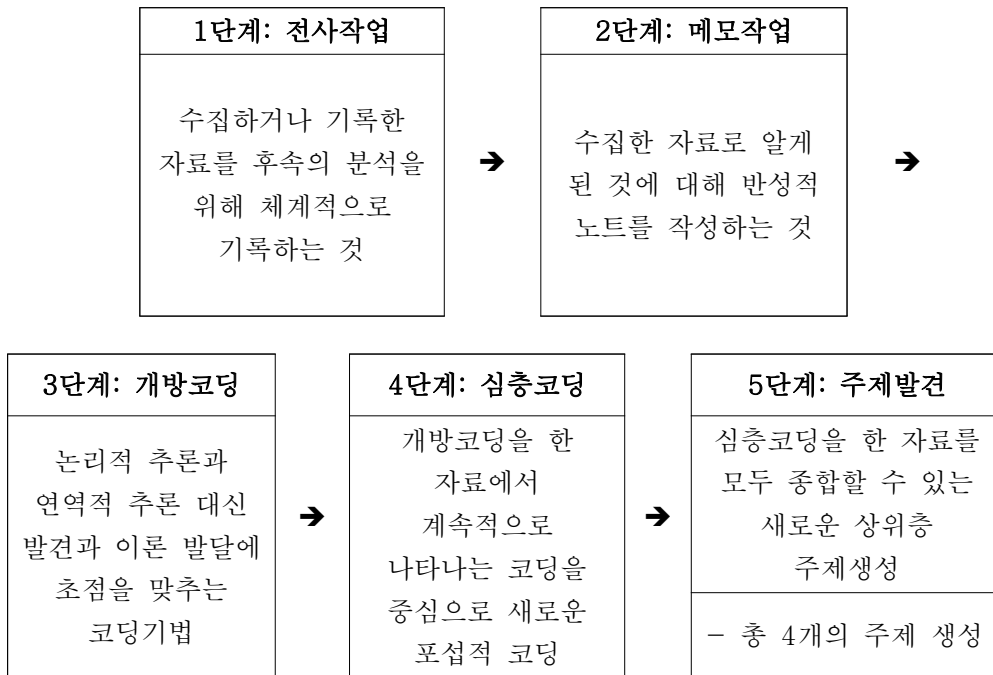 1단계: 전사작업
수집하거나 기록한
자료를 후속의 분석을
위해 체계적으로
기록하는 것
➔
2단계: 메모작업
수집한 자료로 알게
된 것에 대해 반성적
노트를 작성하는 것
➔
3단계: 개방코딩
논리적 추론과
연역적 추론 대신
발견과 이론 발달에
초점을 맞추는
코딩기법
➔
4단계: 심층코딩
개방코딩을 한
자료에서
계속적으로
나타나는 코딩을
중심으로 새로운
포섭적 코딩
➔
5단계: 주제발견
심층코딩을 한 자료를
모두 종합할 수 있는
새로운 상위층
주제생성
- 총 4개의 주제 생성